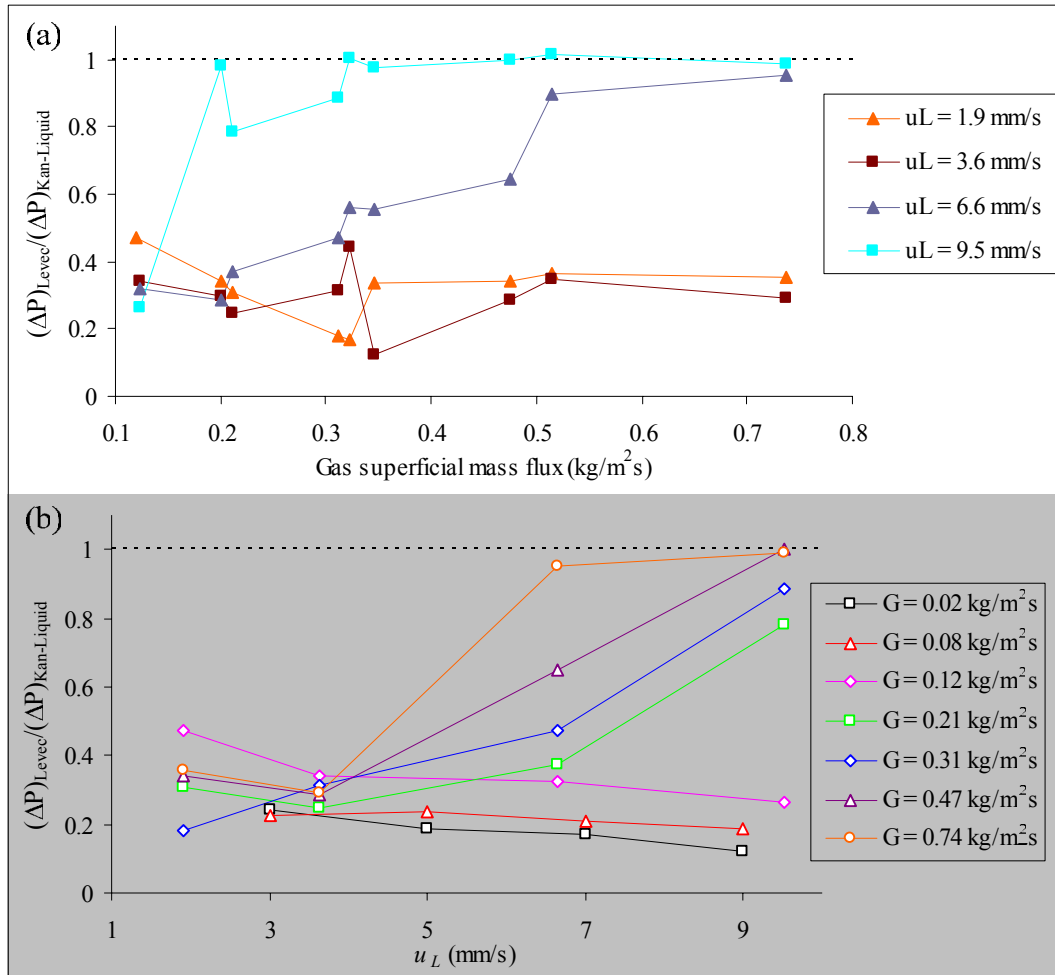 (a)
1
0.8
0.6
0.4
0.2
0
(ΔP)Levec/(ΔP)Kan-Liquid
0.1 0.2 0.3 0.4 0.5 0.6 0.7 0.8
Gas superficial mass flux (kg/m²s)
uL = 1.9 mm/s
uL = 3.6 mm/s
uL = 6.6 mm/s
uL = 9.5 mm/s
(b)
1
0.8
0.6
0.4
0.2
0
(ΔP)Levec/(ΔP)Kan-Liquid
1 3 5 7 9
uL (mm/s)
G = 0.02 kg/m²s
G = 0.08 kg/m²s
G = 0.12 kg/m²s
G = 0.21 kg/m²s
G = 0.31 kg/m²s
G = 0.47 kg/m²s
G = 0.74 kg/m2s